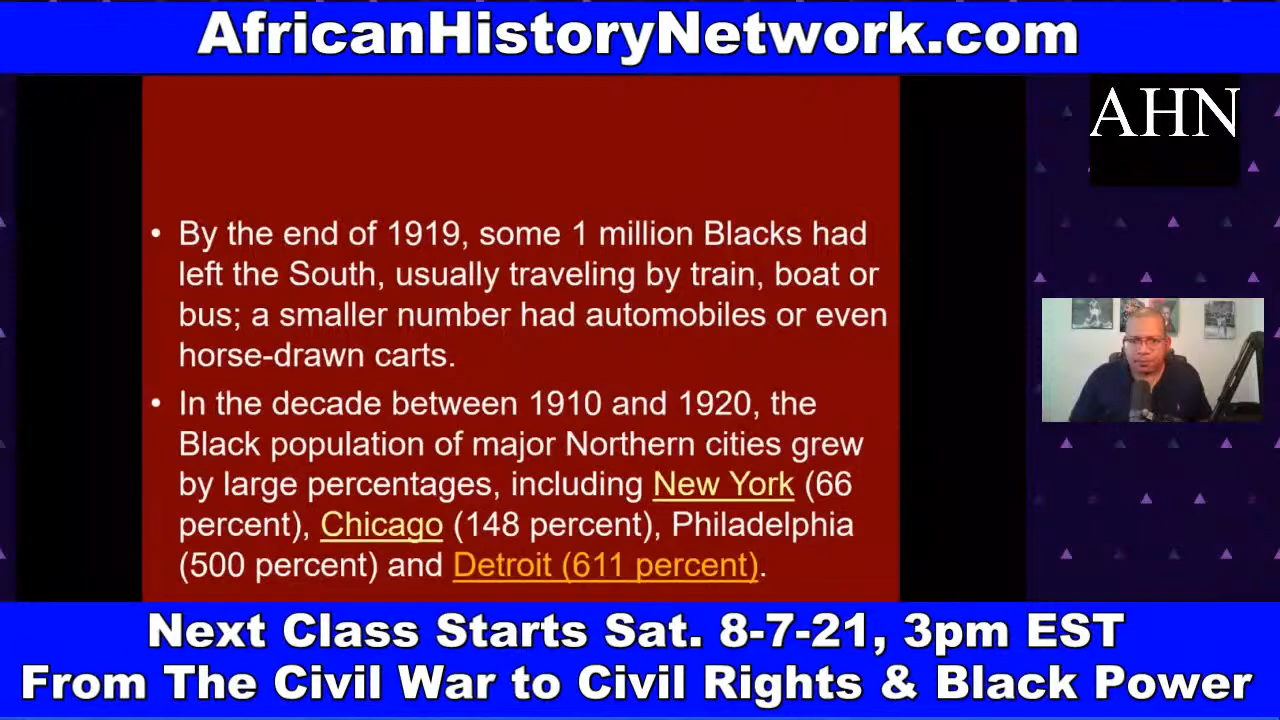 AfricanHistoryNetwork.com
AHN
• By the end of 1919, some 1 million Blacks had
left the South, usually traveling by train, boat or
bus; a smaller number had automobiles or even
horse-drawn carts.
• In the decade between 1910 and 1920, the
Black population of major Northern cities grew
by large percentages, including New York (66
percent), Chicago (148 percent), Philadelphia
(500 percent) and Detroit (611 percent).
Next Class Starts Sat. 8-7-21, 3pm EST
From The Civil War to Civil Rights & Black Power